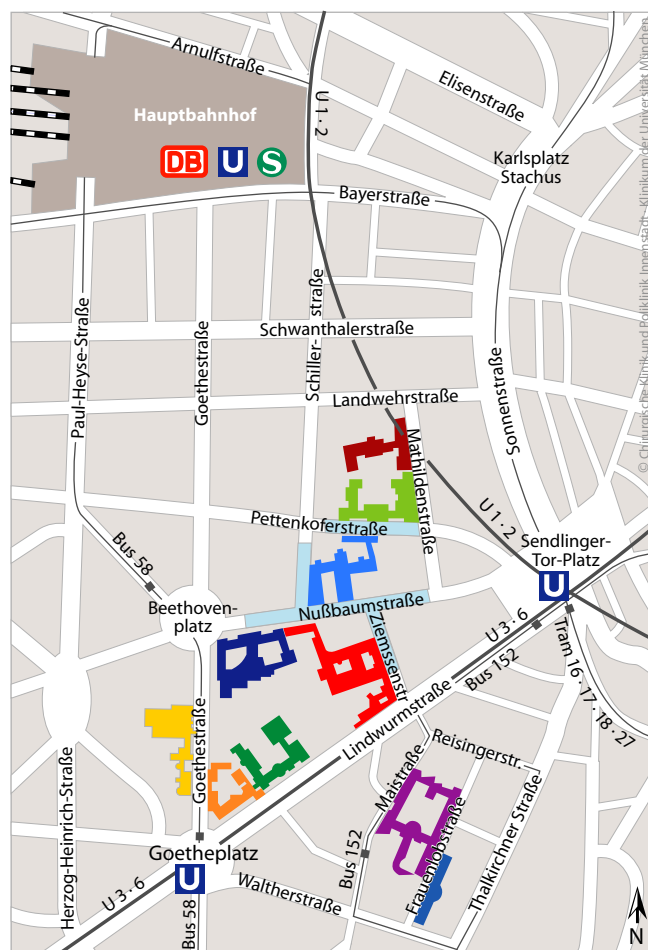 Arnulfstraße
Elisenstraße
Hauptbahnhof
DB U S
U 1 · 2
Karlsplatz
Stachus
Bayerstraße
© Chirurgische Klinik und Poliklinik Innenstadt - Klinikum der Universität München
Schiller- straße
Schwanthalerstraße
Paul-Heyse-Straße
Goethestraße
Sonnenstraße
Landwehrstraße
Mathildenstraße
Pettenkoferstraße
U 1 · 2
Sendlinger-
Tor-Platz
U
Bus 58
Beethoven-
platz
Nußbaumstraße
Ziemssenstr.
U 3 · 6
Bus 152
Tram 16 · 17 · 18 · 27
Lindwurmstraße
Goethestraße
Reisingerstr.
Herzog-Heinrich-Straße
Maistraße
Frauenlobstraße
Thalkirchner Straße
Bus 152
Goetheplatz
U
U 3 · 6
Bus 58
Waltherstraße
N